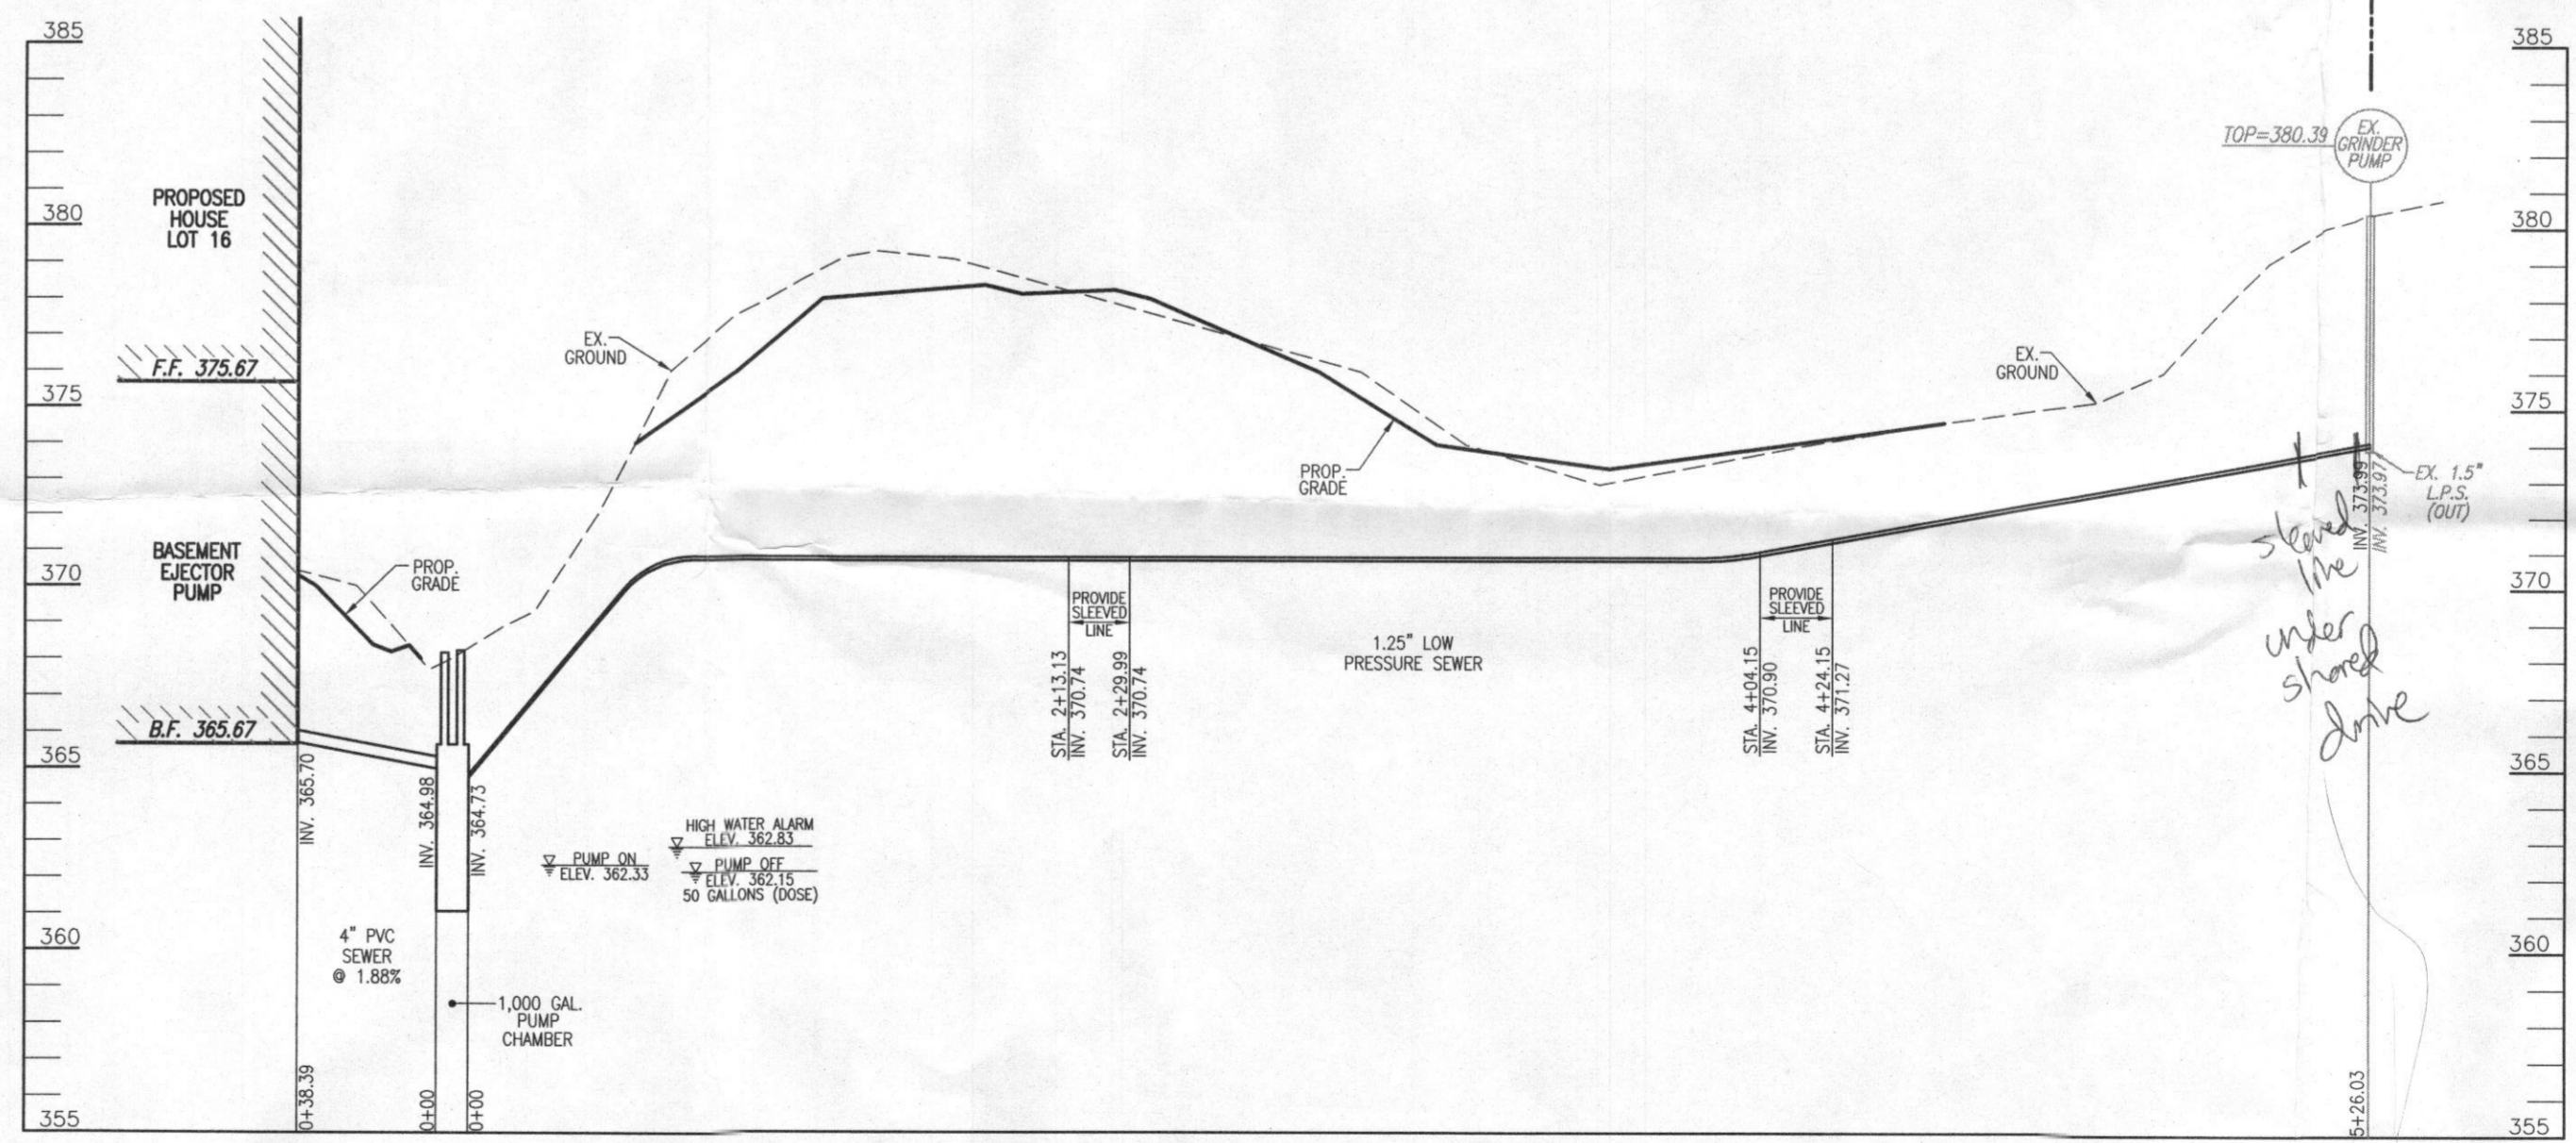 385
380
375
370
365
360
355
PROPOSED
HOUSE
LOT 16
F.F. 375.67
BASEMENT
EJECTOR
PUMP
B.F. 365.67
PROP.
GRADE
INV. 365.70
INV. 364.98
INV. 364.73
4" PVC
SEWER
@ 1.88%
1,000 GAL.
PUMP
CHAMBER
0+38.39
0+00
0+00
EX.
GROUND
PUMP ON
ELEV. 362.33
HIGH WATER ALARM
ELEV. 362.83
PUMP OFF
ELEV. 362.15
50 GALLONS (DOSE)
PROVIDE
SLEEVED
LINE
STA. 2+13.13
INV. 370.74
STA. 2+29.99
INV. 370.74
PROP.
GRADE
1.25" LOW
PRESSURE SEWER
PROVIDE
SLEEVED
LINE
STA. 4+04.15
INV. 370.90
STA. 4+24.15
INV. 371.27
EX.
GROUND
TOP=380.39
EX.
GRINDER
PUMP
INV. 373.99
INV. 373.97
EX. 1.5"
L.P.S.
(OUT)
sleeved
line
under
shared
drive
5+26.03
385
380
375
370
365
360
355